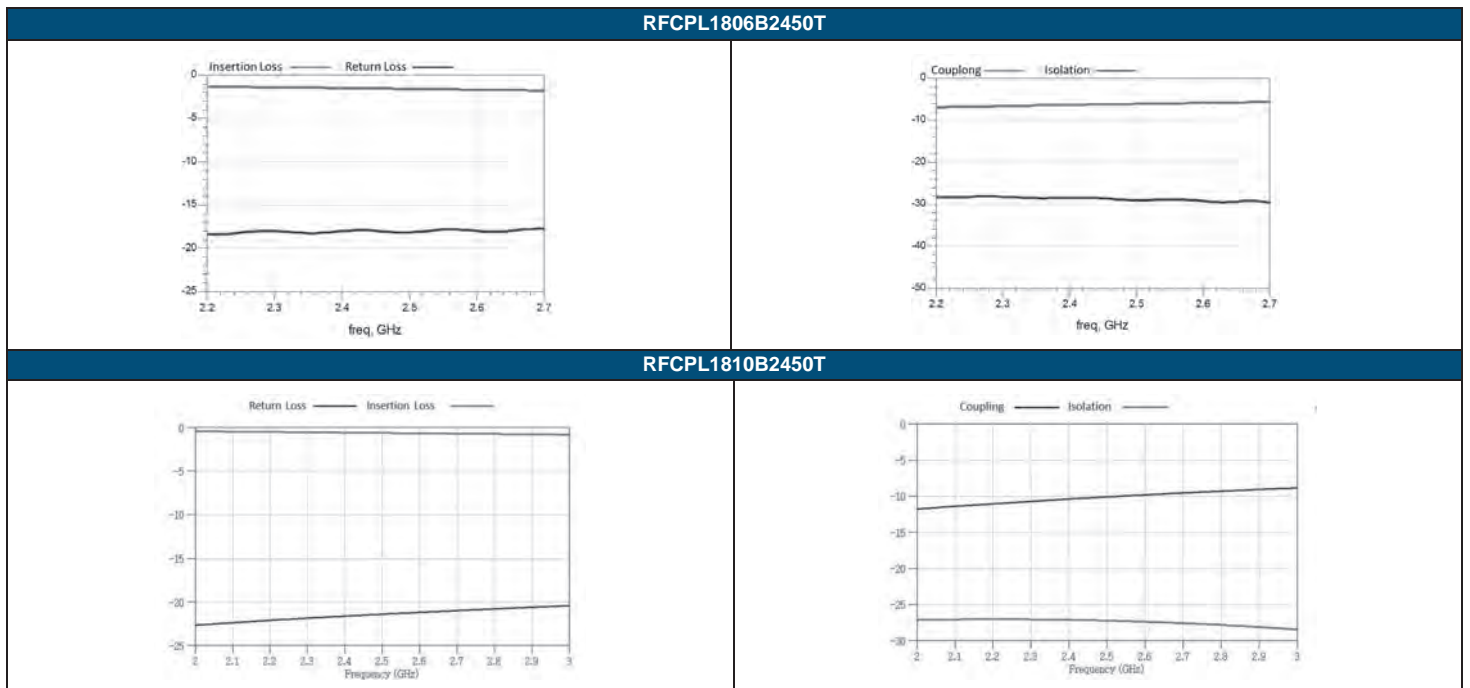 RFCPL1806B2450T
Insertion Loss Return Loss
0
-5
-10
-15
-20
-25
2.2 2.3 2.4 2.5 2.6 2.7
freq, GHz
Couplong Isolation
0
-10
-20
-30
-40
-50
2.2 2.3 2.4 2.5 2.6 2.7
freq, GHz
RFCPL1810B2450T
Return Loss Insertion Loss
0
-5
-10
-15
-20
-25
2 2.1 2.2 2.3 2.4 2.5 2.6 2.7 2.8 2.9 3
Frequency (GHz)
Coupling Isolation
0
-5
-10
-15
-20
-25
-30
2 2.1 2.2 2.3 2.4 2.5 2.6 2.7 2.8 2.9 3
Frequency (GHz)